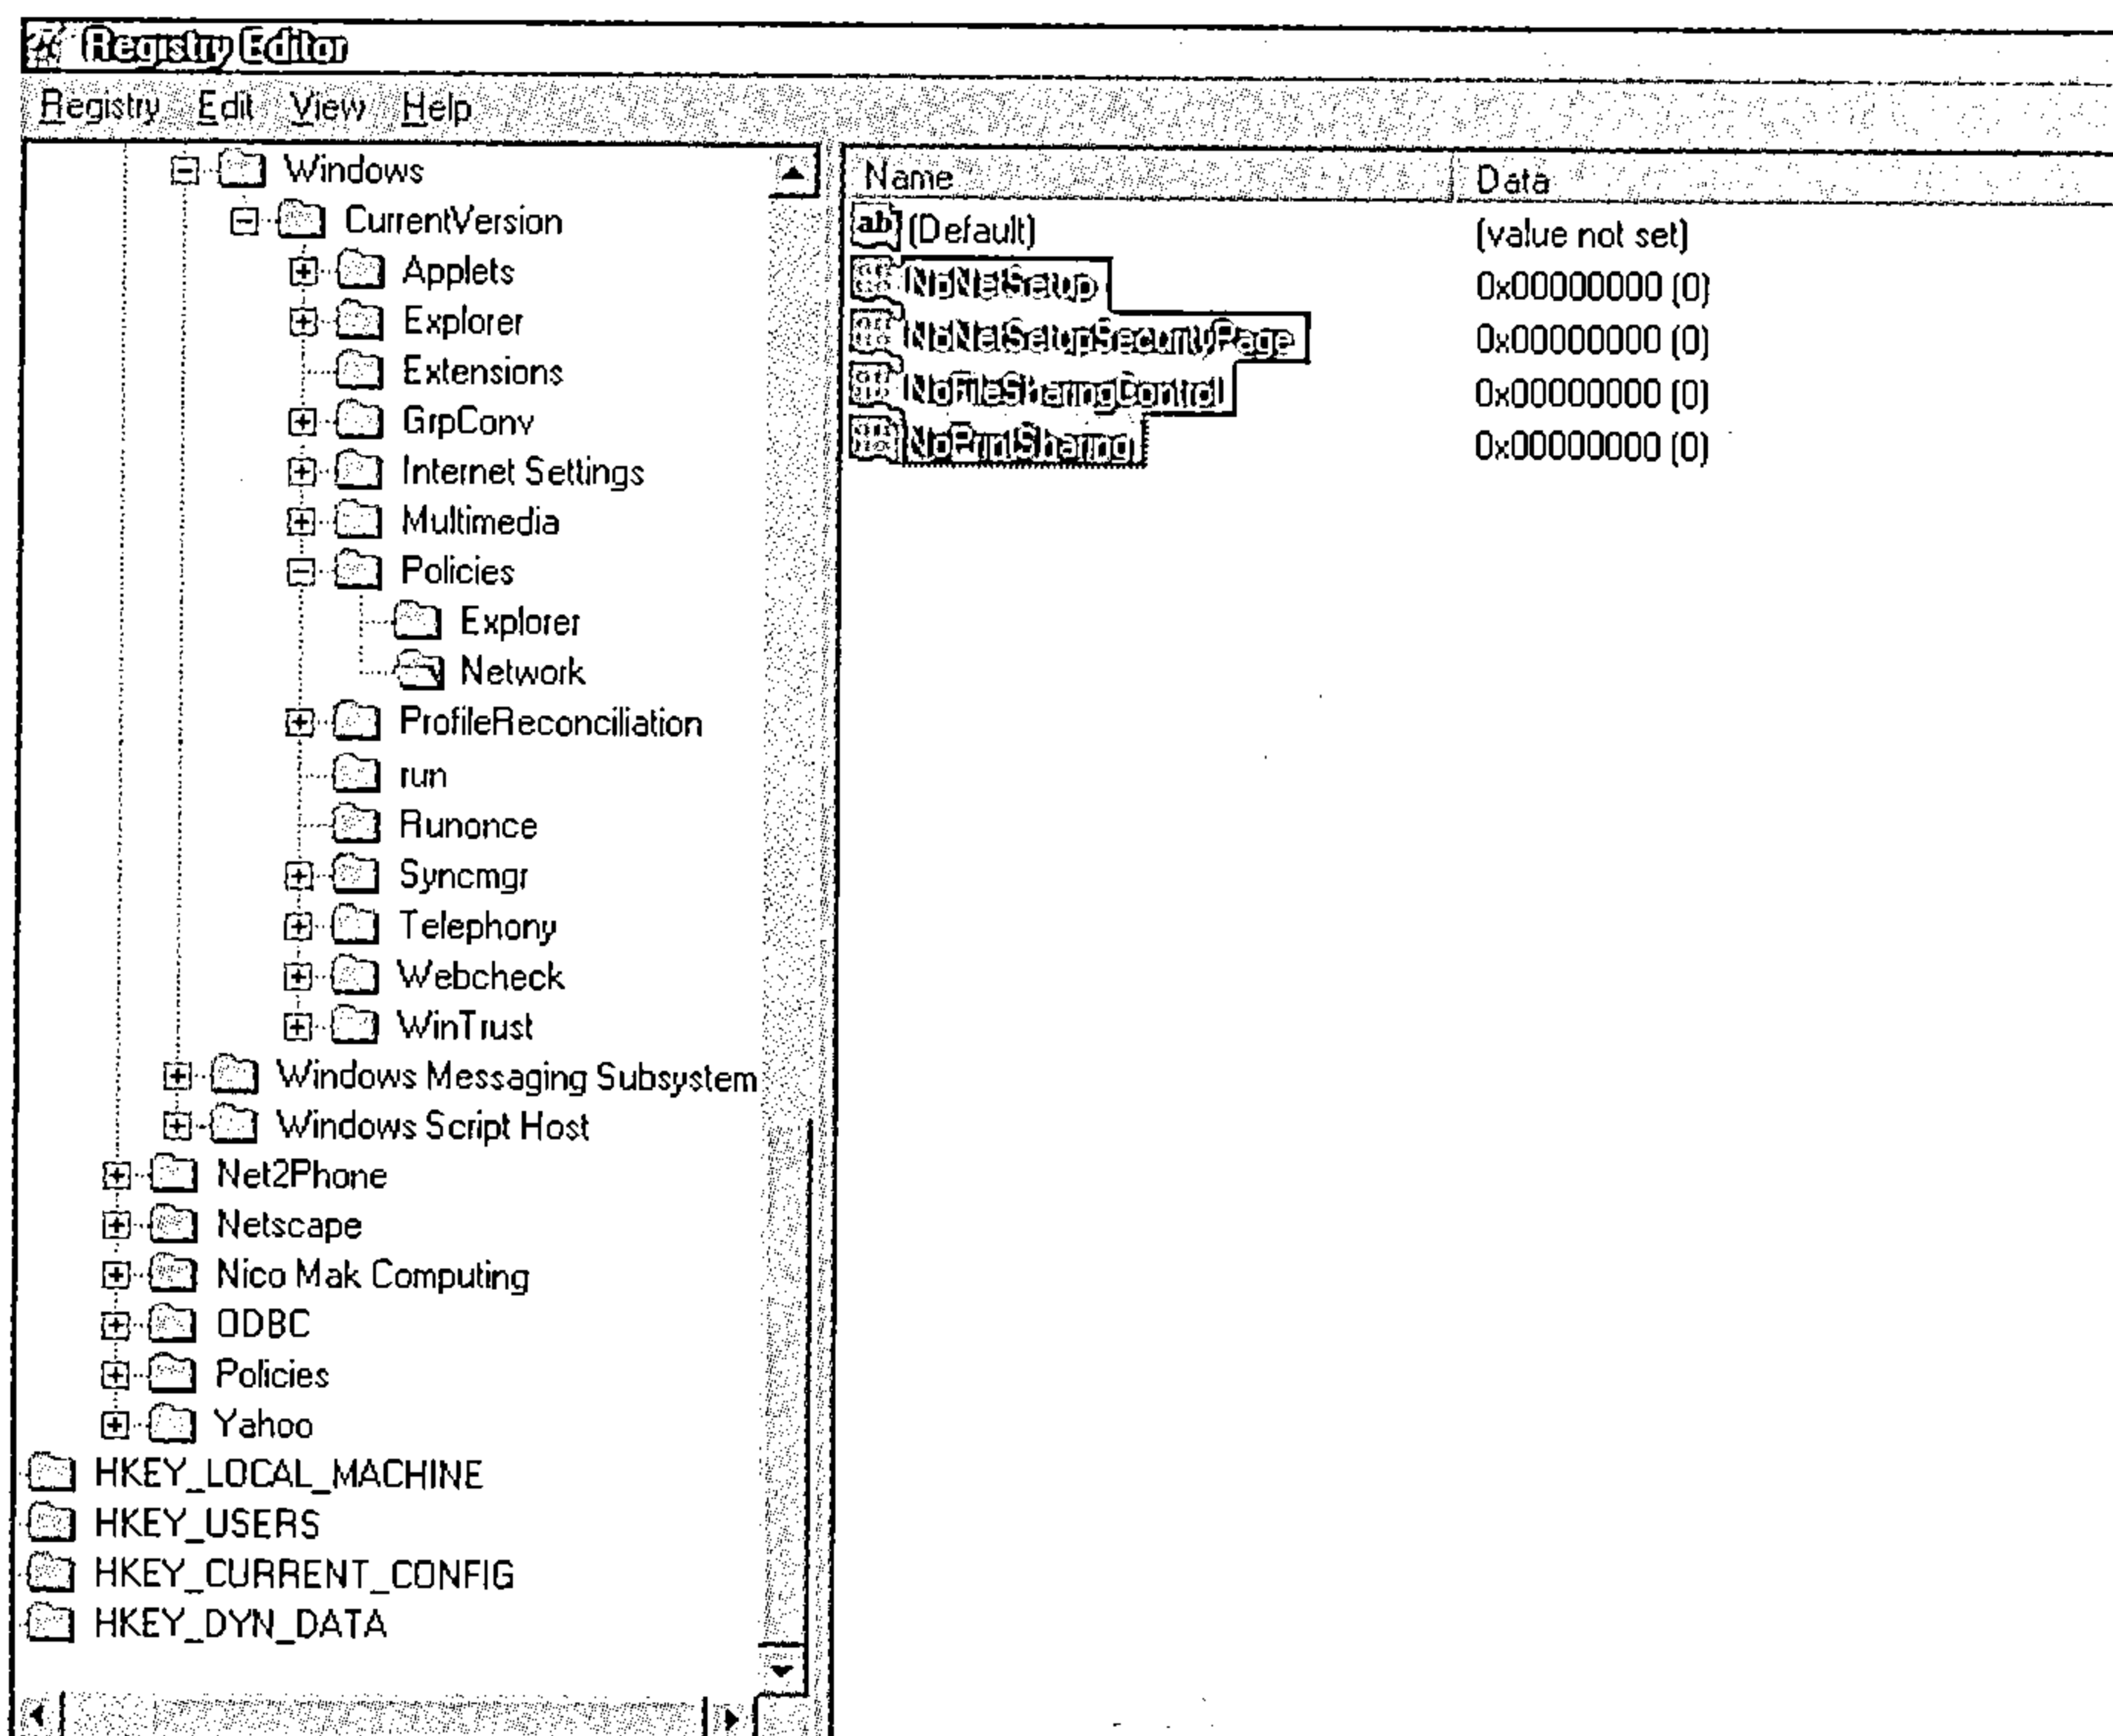 Registry Editor
Registry Edit View Help
Windows
CurrentVersion
Applets
Explorer
Extensions
GrpConv
Internet Settings
Multimedia
Policies
Explorer
Network
ProfileReconciliation
run
Runonce
Syncmgr
Telephony
Webcheck
WinTrust
Windows Messaging Subsystem
Windows Script Host
Net2Phone
Netscape
Nico Mak Computing
ODBC
Policies
Yahoo
HKEY_LOCAL_MACHINE
HKEY_USERS
HKEY_CURRENT_CONFIG
HKEY_DYN_DATA
Name Data
(Default) (value not set)
NoNetSetup 0x00000000 (0)
NoNetSetupSecurityPage 0x00000000 (0)
NoFileSharingControl 0x00000000 (0)
NoPrintSharing 0x00000000 (0)